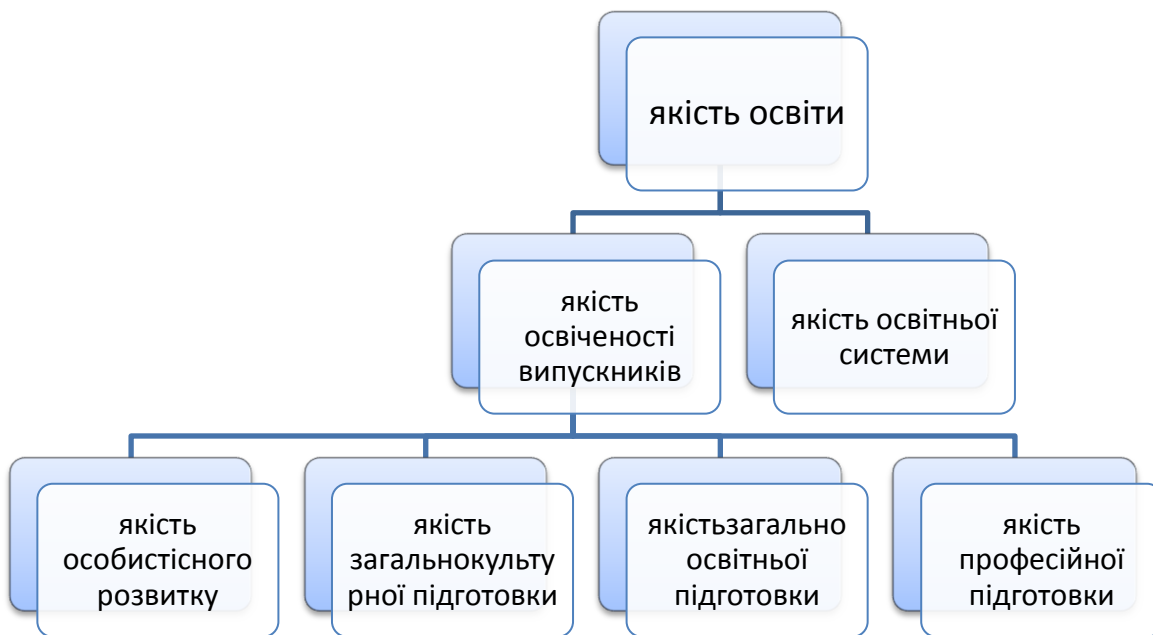 якість освіти
якість
освіченості
випускників
якість освітньої
системи
якість
особистісного
розвитку
якість
загальнокульту
рної підготовки
якістьзагально
освітньої
підготовки
якість
професійної
підготовки